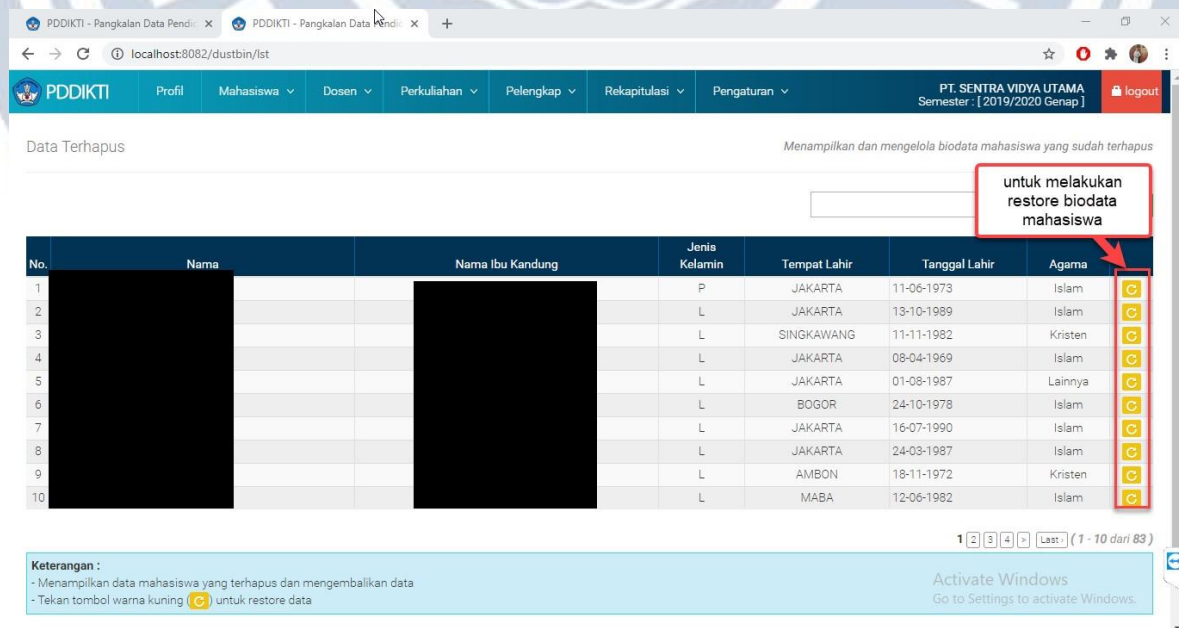 PDDIKTI - Pangkalan Data Pendidi
PDDIKTI - Pangkalan Data Pendidi
localhost:8082/dustbin/lst
PDDIKTI Profil Mahasiswa Dosen Perkuliahan Pelengkap Rekapitulasi Pengaturan PT. SENTRA VIDYA UTAMA logout
Semester : [ 2019/2020 Genap ]
Data Terhapus Menampilkan dan mengelola biodata mahasiswa yang sudah terhapus
untuk melakukan
restore biodata
mahasiswa
No. Nama Nama Ibu Kandung Jenis Kelamin Tempat Lahir Tanggal Lahir Agama
1 P JAKARTA 11-06-1973 Islam
2 L JAKARTA 13-10-1989 Islam
3 L SINGKAWANG 11-11-1982 Kristen
4 L JAKARTA 08-04-1969 Islam
5 L JAKARTA 01-08-1987 Lainnya
6 L BOGOR 24-10-1978 Islam
7 L JAKARTA 16-07-1990 Islam
8 L JAKARTA 24-03-1987 Islam
9 L AMBON 18-11-1972 Kristen
10 L MABA 12-06-1982 Islam
1 2 3 4 > Last › ( 1 - 10 dari 83 )
Keterangan :
- Menampilkan data mahasiswa yang terhapus dan mengembalikan data
- Tekan tombol warna kuning ( ) untuk restore data
Activate Windows
Go to Settings to activate Windows.